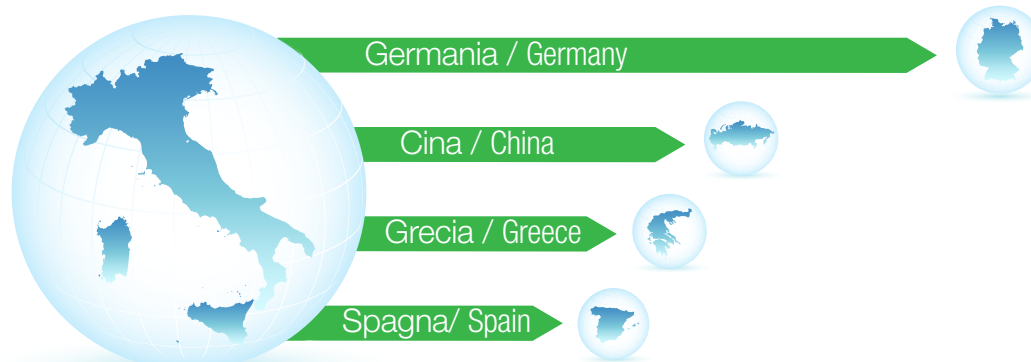 Germania / Germany
Cina / China
Grecia / Greece
Spagna/ Spain